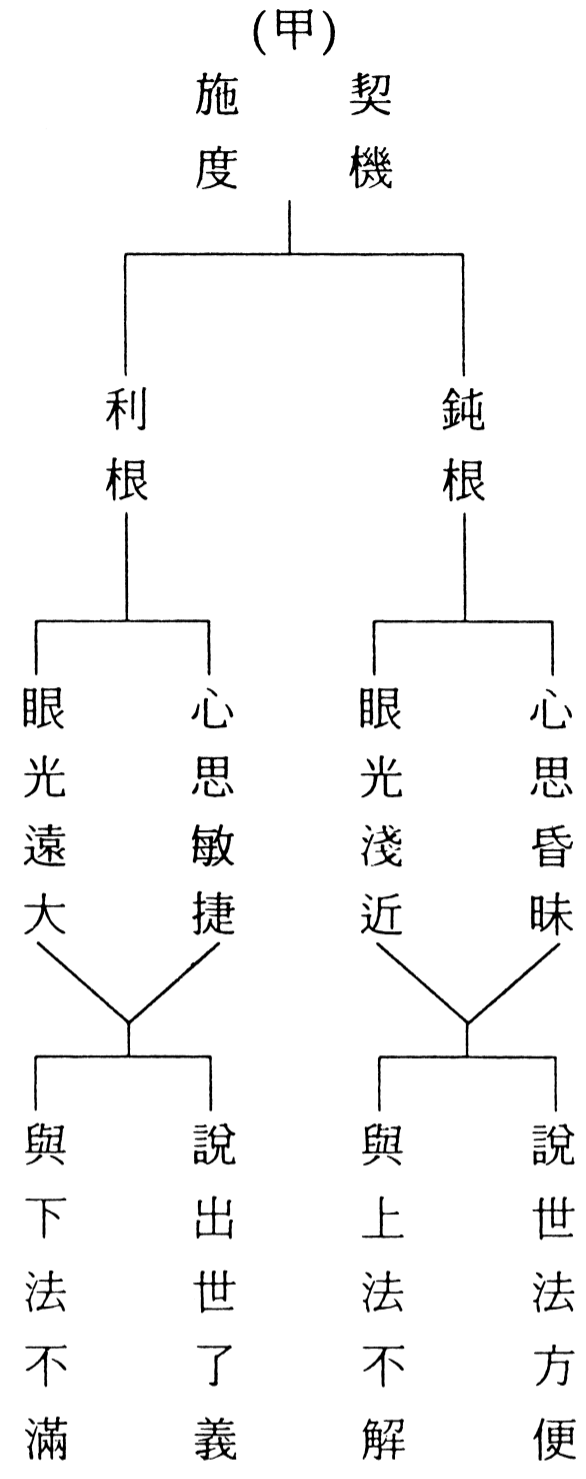 (甲)
契機
施度
鈍根
心思昏昧
眼光淺近
說世法方便
與上法不解
利根
心思敏捷
眼光遠大
說出世了義
與下法不滿